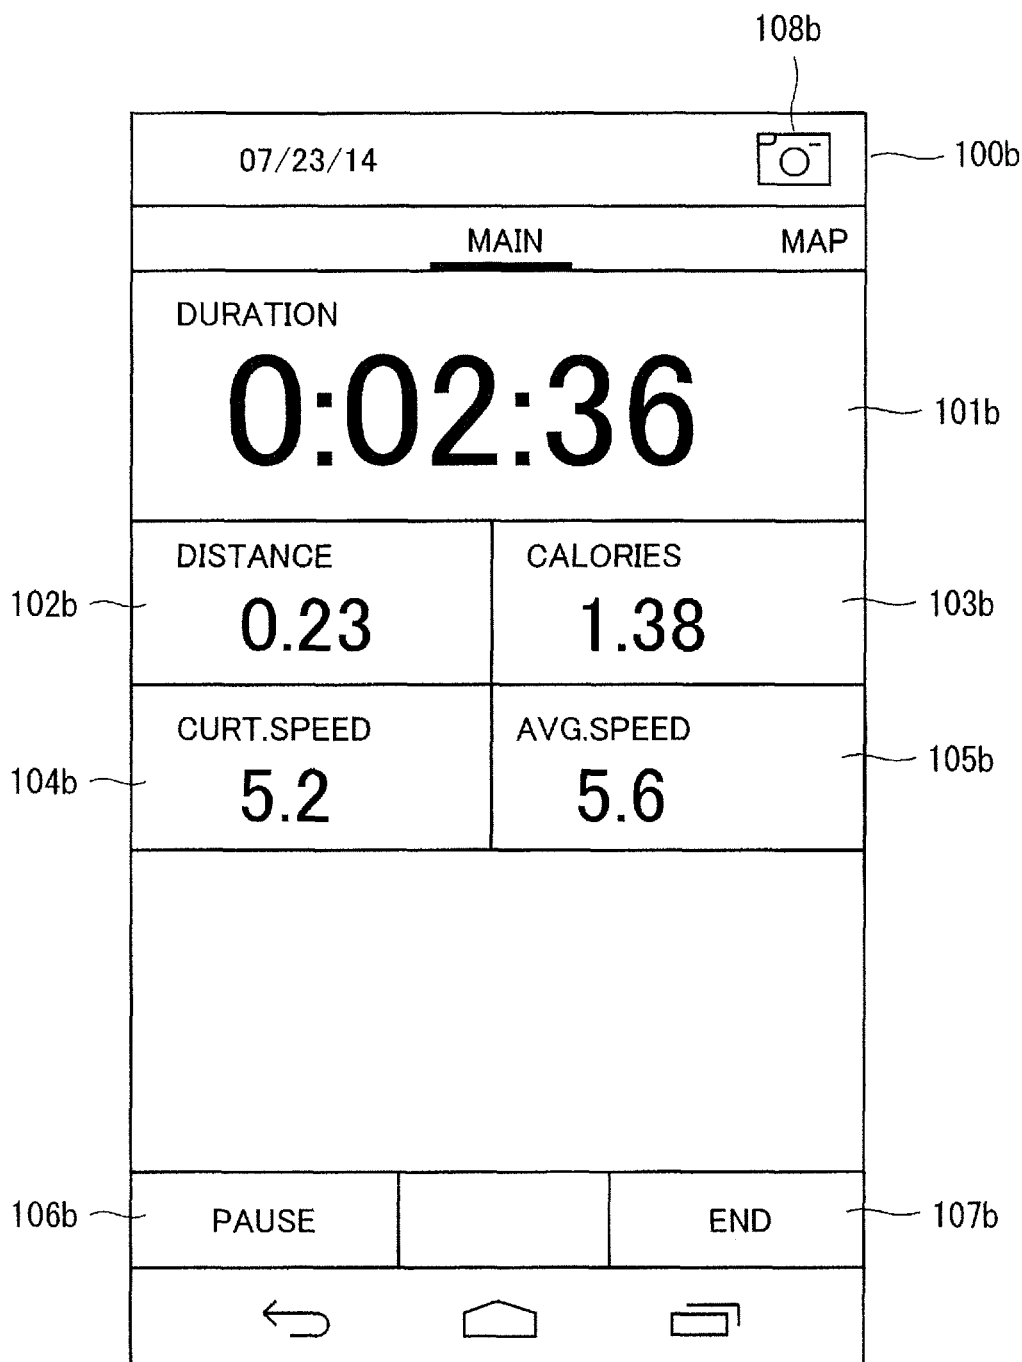 108b
07/23/14
100b
MAIN MAP
DURATION
0:02:36
101b
DISTANCE CALORIES
102b 0.23 1.38 103b
CURT.SPEED AVG.SPEED
104b 5.2 5.6 105b
106b PAUSE END 107b